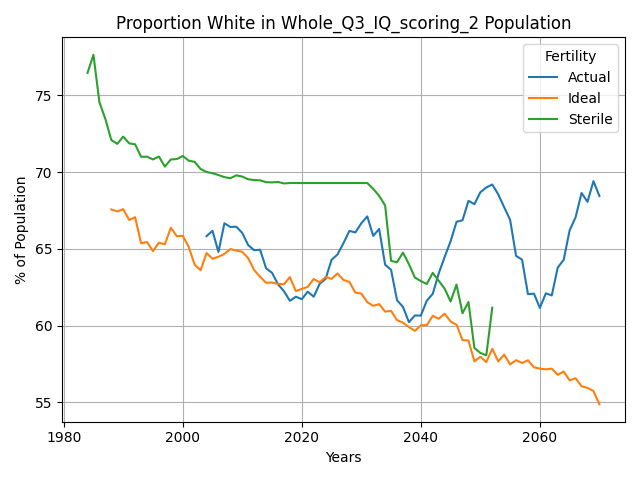 Proportion White in Whole_Q3_IQ_scoring_2 Population
Fertility
Actual
Ideal
Sterile
% of Population
75
70
65
60
55
1980
2000
2020
2040
2060
Years